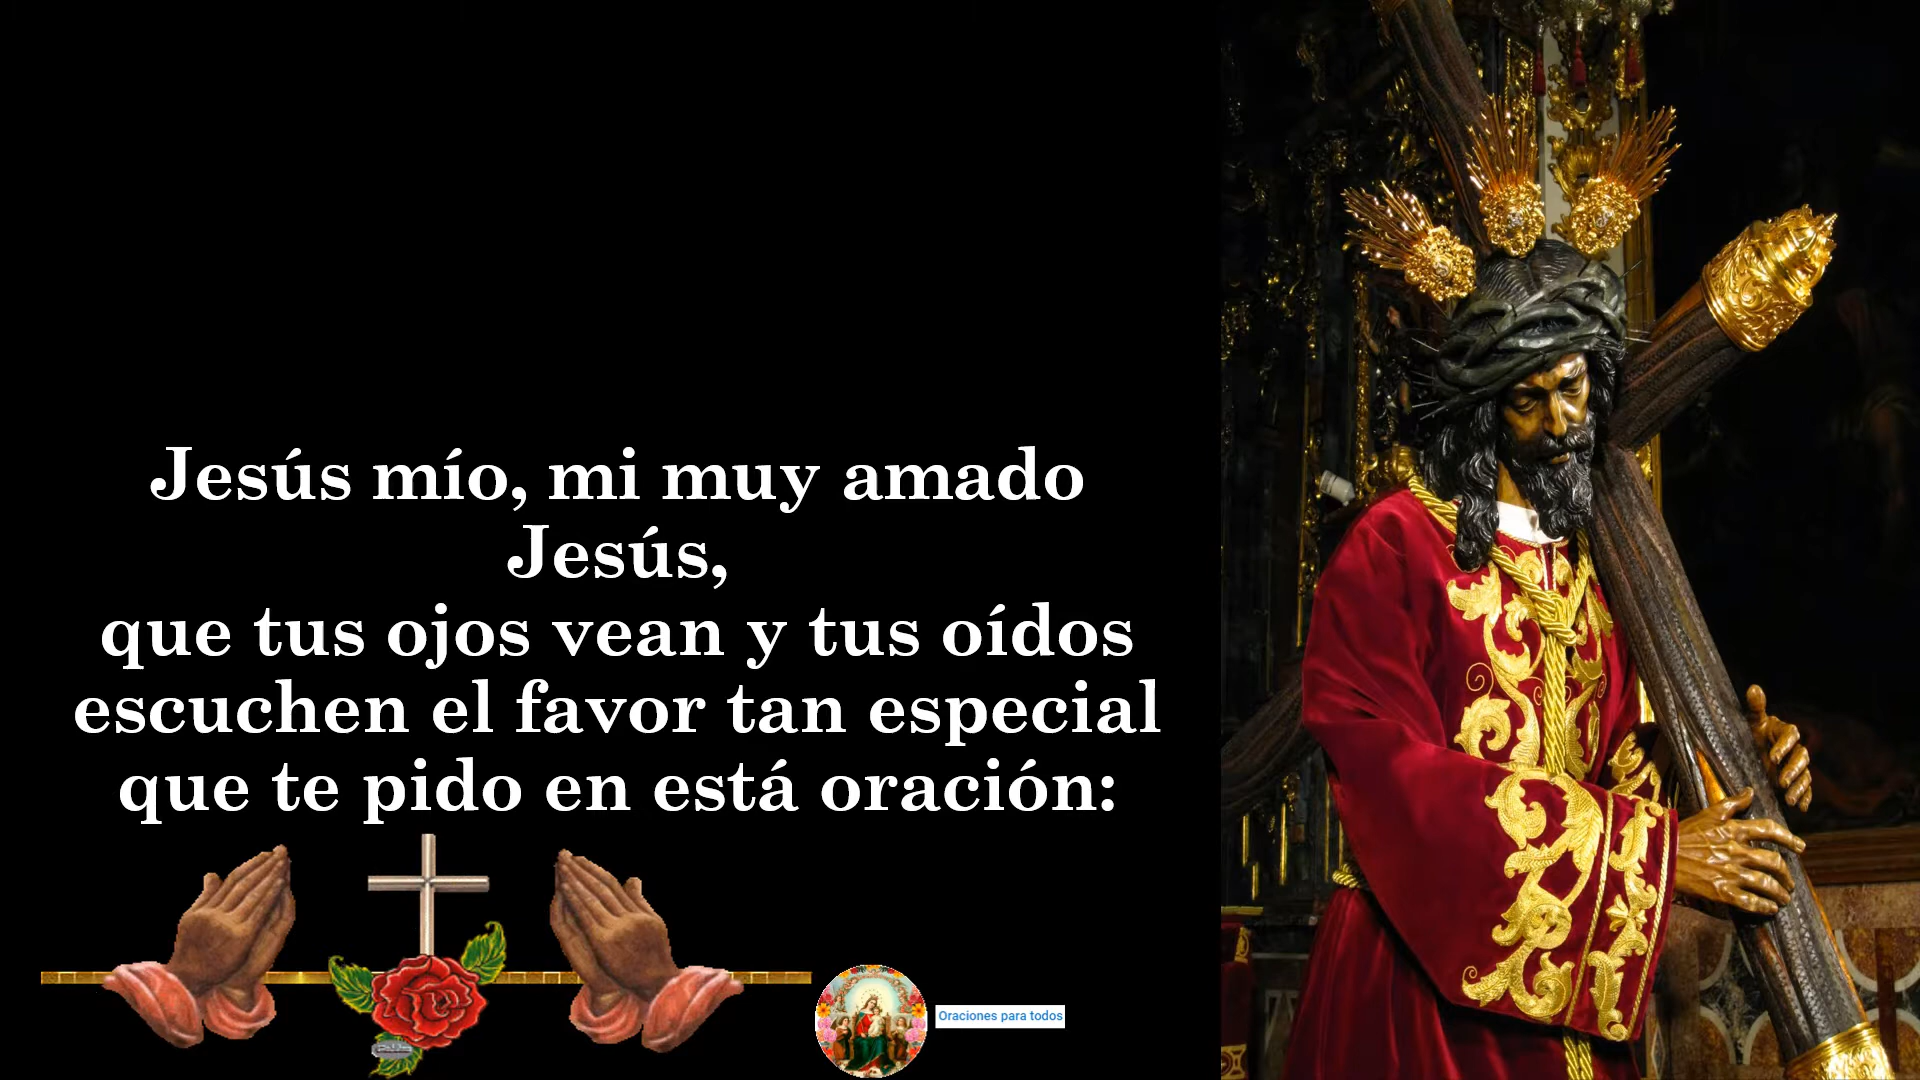 Jesús mío, mi muy amado
Jesús,
que tus ojos vean y tus oídos
escuchen el favor tan especial
que te pido en está oración:
Oraciones para todos